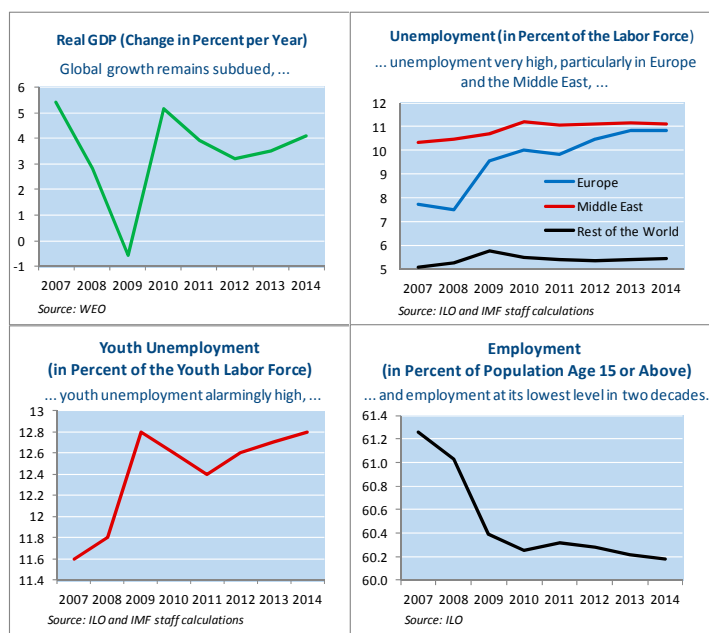 Real GDP (Change in Percent per Year)
Global growth remains subdued, ...
6
5
4
3
2
1
0
-1
2007 2008 2009 2010 2011 2012 2013 2014
Source: WEO
Unemployment (in Percent of the Labor Force)
... unemployment very high, particularly in Europe
and the Middle East, ...
12
11
10
9
8
7
6
5
Europe
Middle East
Rest of the World
2007 2008 2009 2010 2011 2012 2013 2014
Source: ILO and IMF staff calculations
Youth Unemployment
(in Percent of the Youth Labor Force)
... youth unemployment alarmingly high, ...
13
12.8
12.6
12.4
12.2
12
11.8
11.6
11.4
2007 2008 2009 2010 2011 2012 2013 2014
Source: ILO and IMF staff calculations
Employment
(in Percent of Population Age 15 or Above)
... and employment at its lowest level in two decades.
61.4
61.2
61.0
60.8
60.6
60.4
60.2
60.0
2007 2008 2009 2010 2011 2012 2013 2014
Source: ILO